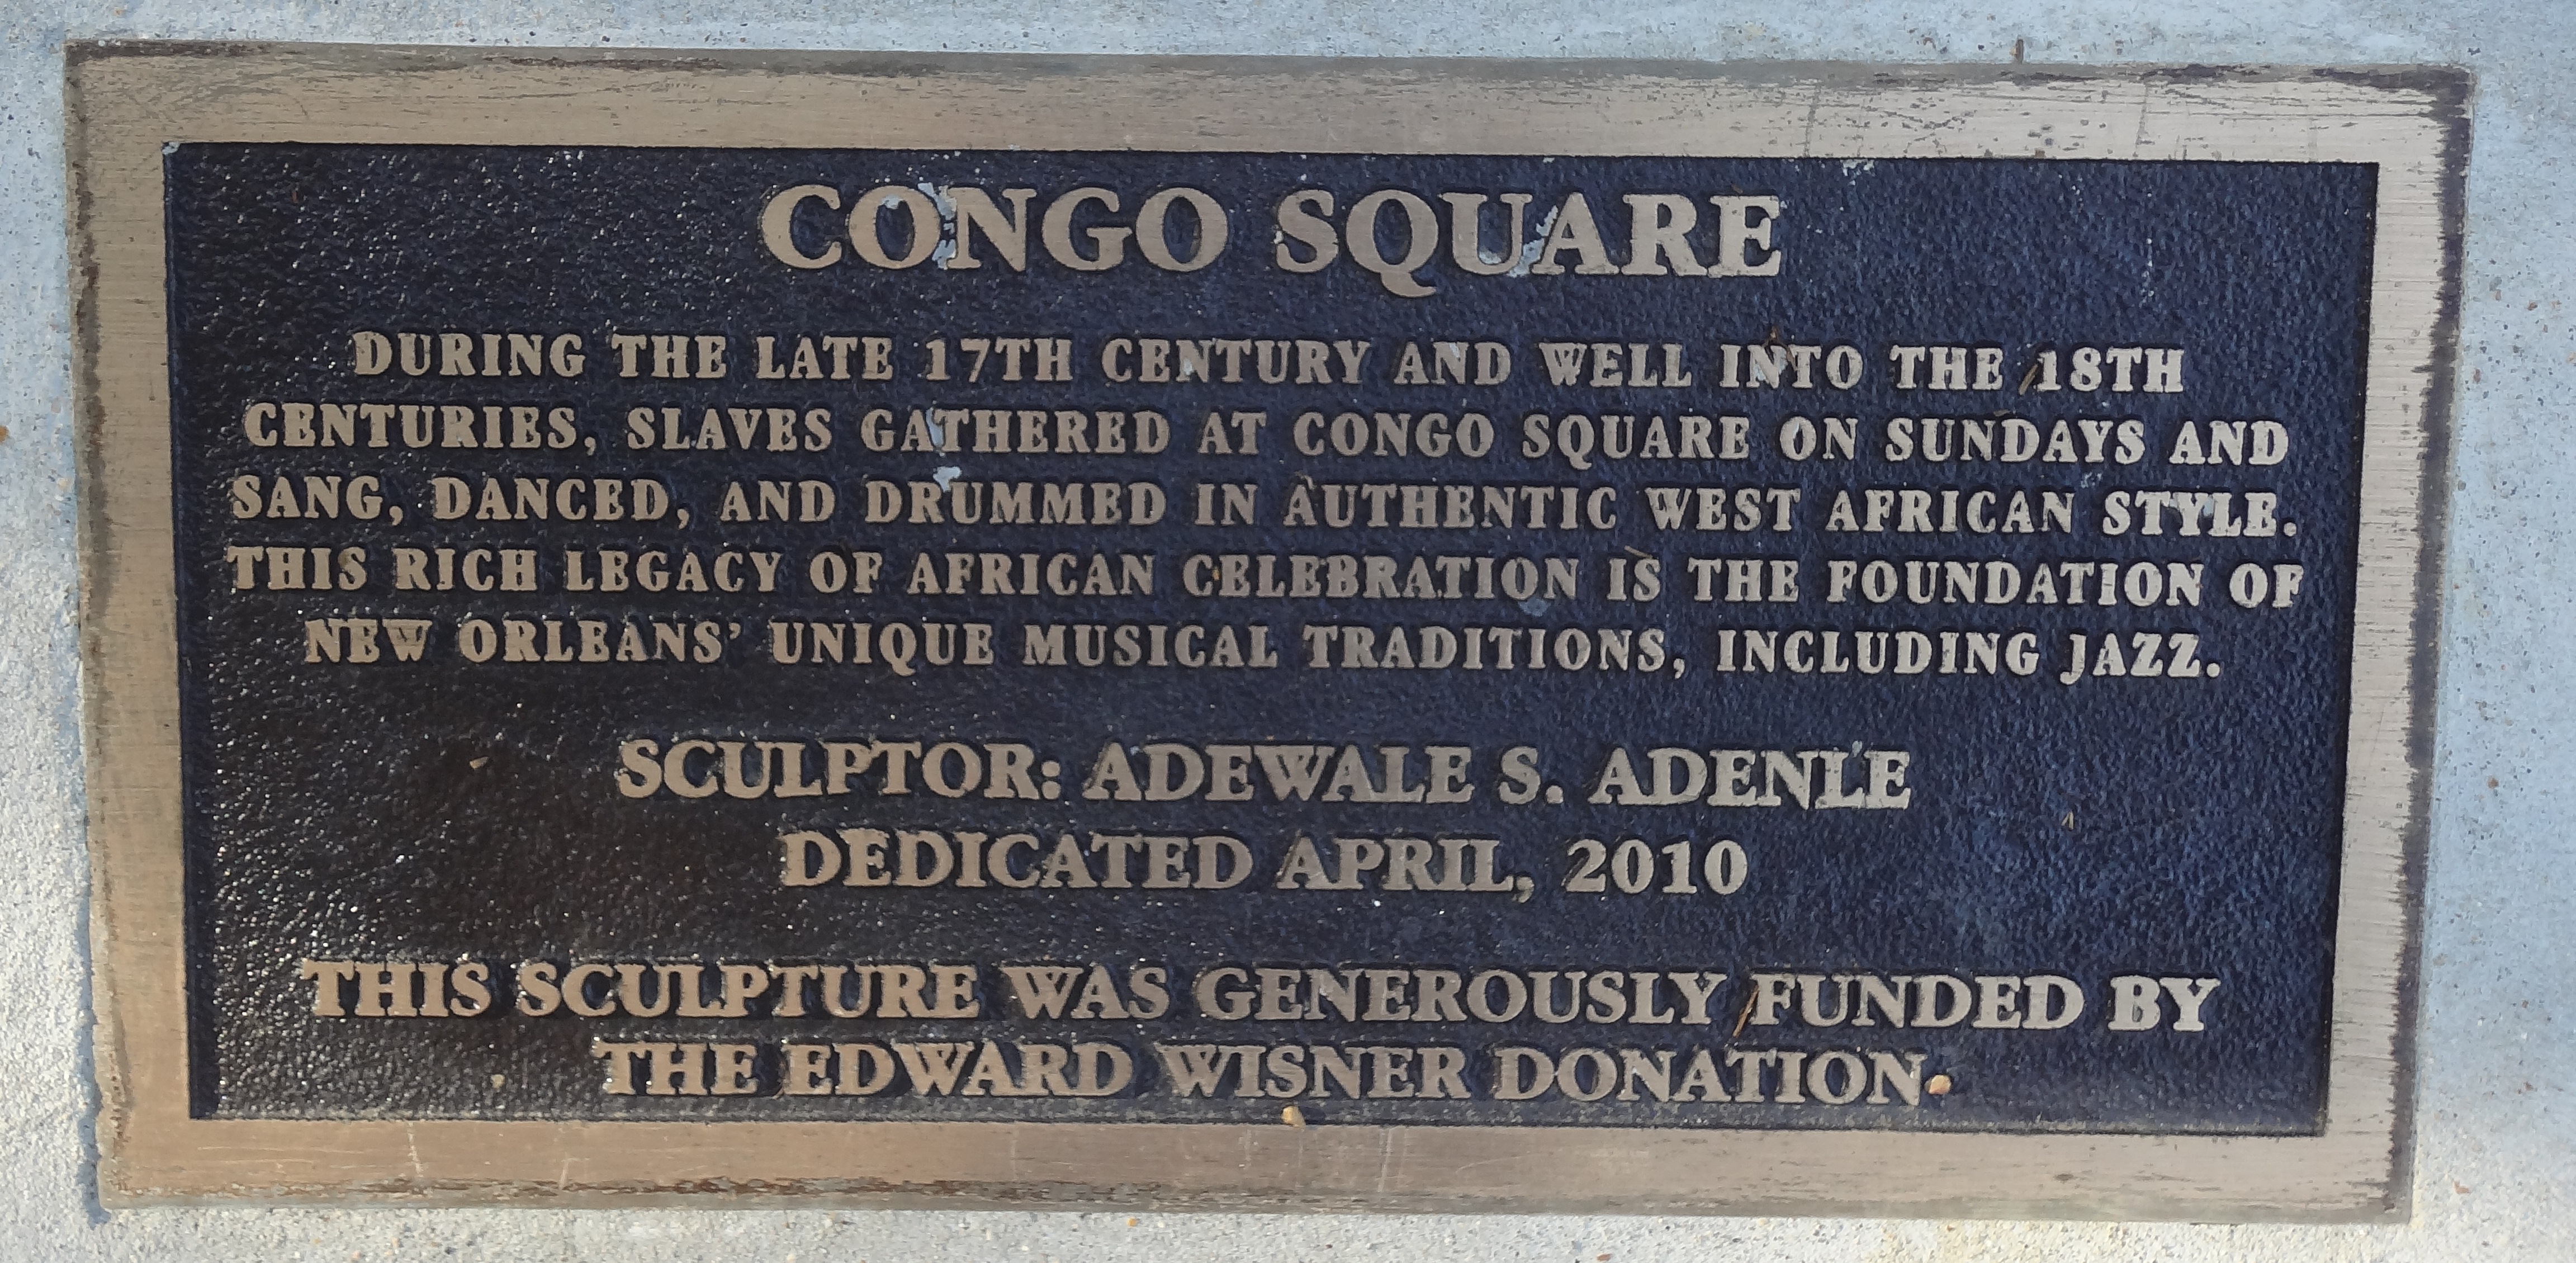 CONGO SQUARE
DURING THE LATE 17TH CENTURY AND WELL INTO THE 18TH
CENTURIES, SLAVES GATHERED AT CONGO SQUARE ON SUNDAYS AND
SANG, DANCED, AND DRUMMED IN AUTHENTIC WEST AFRICAN STYLE.
THIS RICH LEGACY OF AFRICAN CELEBRATION IS THE FOUNDATION OF
NEW ORLEANS’ UNIQUE MUSICAL TRADITIONS, INCLUDING JAZZ.
SCULPTOR: ADEWALE S. ADENLE
DEDICATED APRIL, 2010
THIS SCULPTURE WAS GENEROUSLY FUNDED BY
THE EDWARD WISNER DONATION.